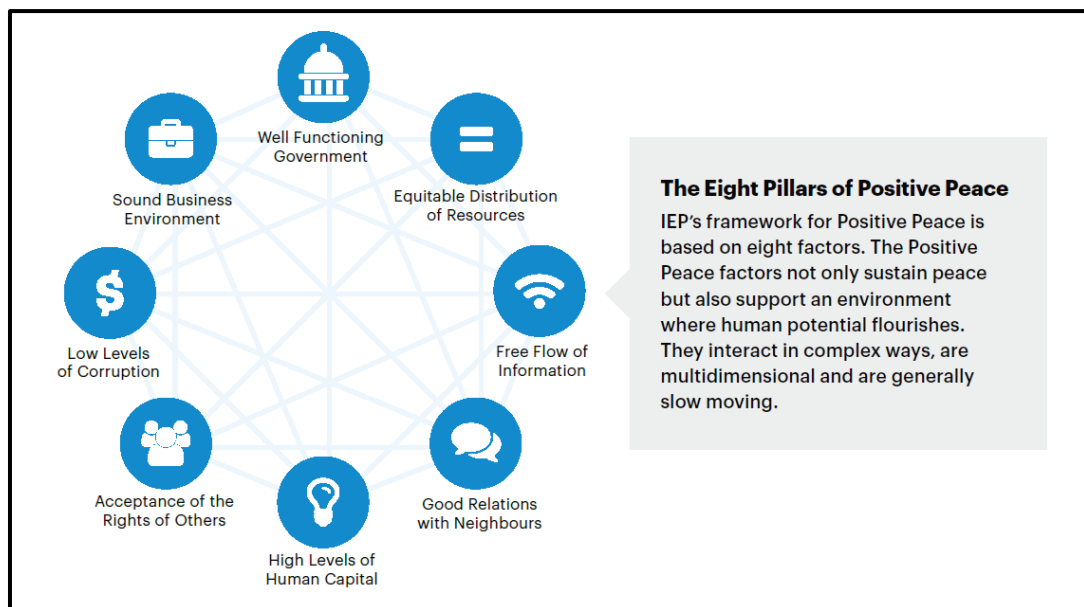 Well Functioning
Government
Equitable Distribution
of Resources
Free Flow of
Information
Good Relations
with Neighbours
High Levels of
Human Capital
Acceptance of the
Rights of Others
Low Levels
of Corruption
Sound Business
Environment
The Eight Pillars of Positive Peace
IEP's framework for Positive Peace is
based on eight factors. The Positive
Peace factors not only sustain peace
but also support an environment
where human potential flourishes.
They interact in complex ways, are
multidimensional and are generally
slow moving.